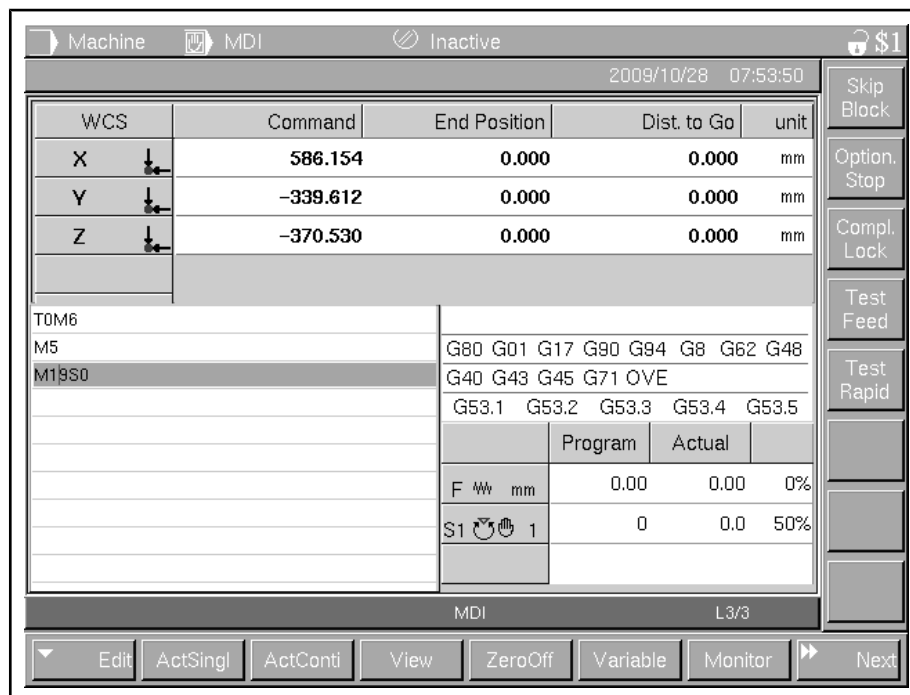 Machine MDI Inactive $1
2009/10/28 07:53:50
Skip Block
WCS Command End Position Dist. to Go unit
X 586.154 0.000 0.000 mm
Option. Stop
Y -339.612 0.000 0.000 mm
Z -370.530 0.000 0.000 mm
Compl. Lock
Test Feed
T0M6
M5
M19S0
G80 G01 G17 G90 G94 G8 G62 G48
G40 G43 G45 G71 OVE
G53.1 G53.2 G53.3 G53.4 G53.5
Test Rapid
Program Actual
F mm 0.00 0.00 0%
S1 1 0 0.0 50%
MDI L3/3
Edit ActSingl ActConti View ZeroOff Variable Monitor Next